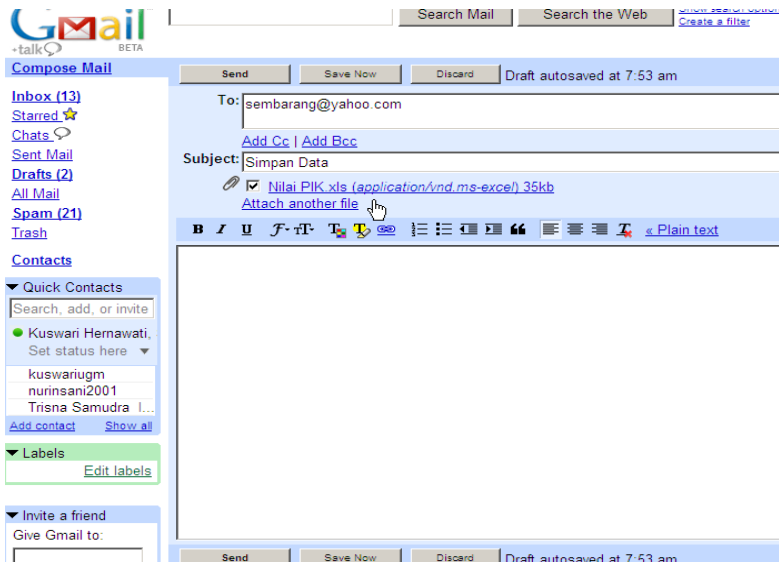 Gmail
+talk BETA
Search Mail Search the Web
Create a filter
Compose Mail
Inbox (13)
Starred
Chats
Sent Mail
Drafts (2)
All Mail
Spam (21)
Trash
Contacts
Quick Contacts
Search, add, or invite
Kuswari Hernawati,
Set status here
kuswariugm
nurinsani2001
Trisna Samudra I...
Add contact Show all
Labels
Edit labels
Invite a friend
Give Gmail to:
Send Save Now Discard Draft autosaved at 7:53 am
To: sembarang@yahoo.com
Add Cc | Add Bcc
Subject: Simpan Data
Nilai PIK.xls (application/vnd.ms-excel) 35kb
Attach another file
B I U F T T T « Plain text
Send Save Now Discard Draft autosaved at 7:53 am